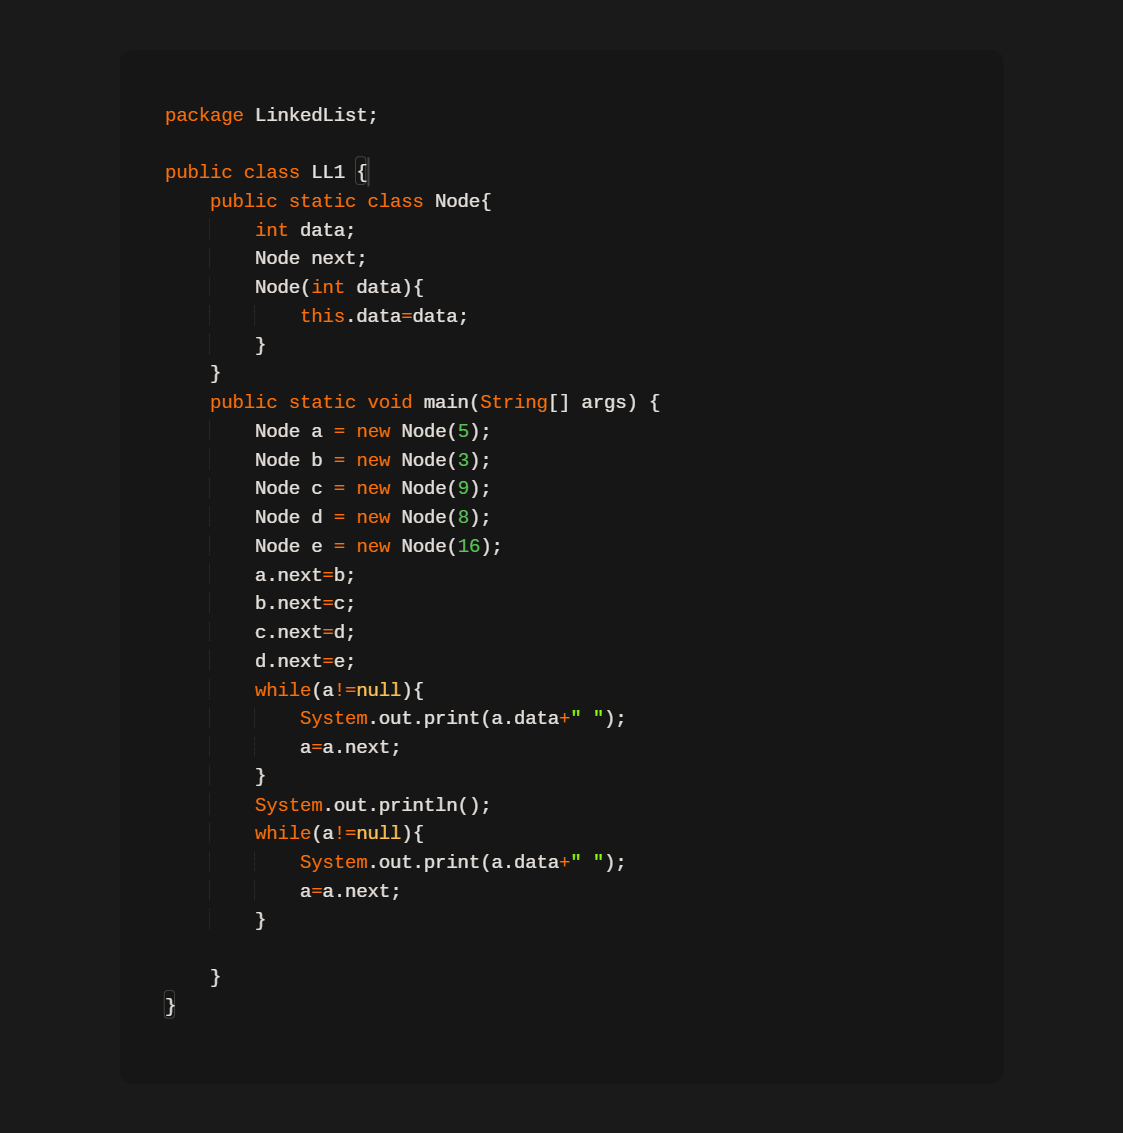 package LinkedList;

public class LL1 {
    public static class Node{
        int data;
        Node next;
        Node(int data){
            this.data=data;
        }
    }
    public static void main(String[] args) {
        Node a = new Node(5);
        Node b = new Node(3);
        Node c = new Node(9);
        Node d = new Node(8);
        Node e = new Node(16);
        a.next=b;
        b.next=c;
        c.next=d;
        d.next=e;
        while(a!=null){
            System.out.print(a.data+" ");
            a=a.next;
        }
        System.out.println();
        while(a!=null){
            System.out.print(a.data+" ");
            a=a.next;
        }

    }
}